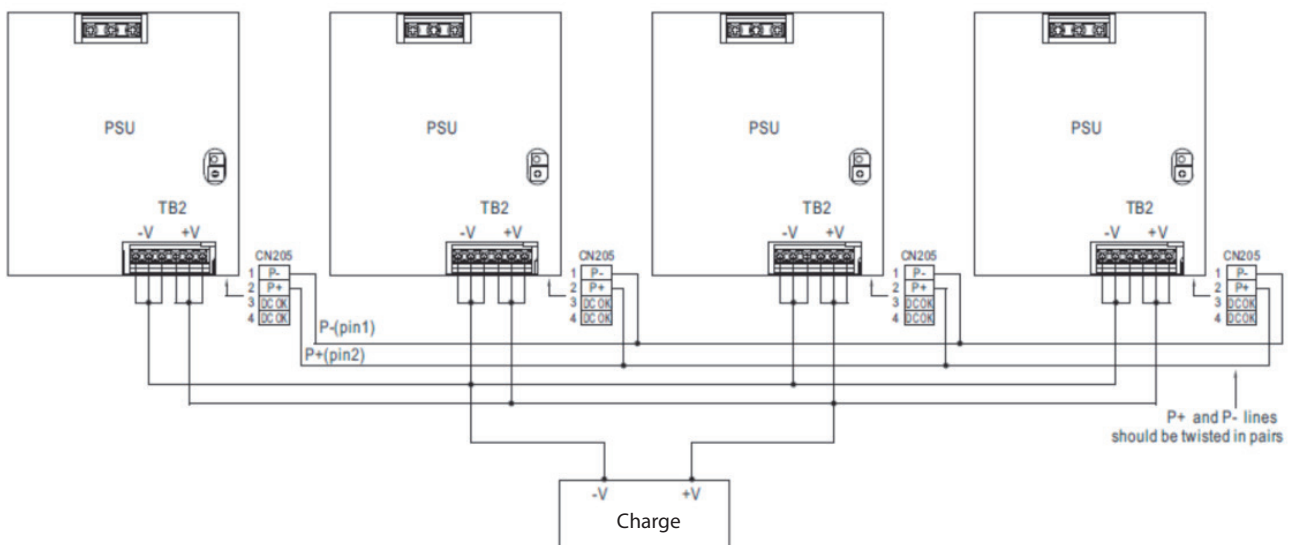 PSU
PSU
PSU
PSU
TB2
TB2
TB2
TB2
-V +V
-V +V
-V +V
-V +V
CN205
CN205
CN205
CN205
1 P-
2 P+
3 DC OK
4 DC OK
1 P-
2 P+
3 DC OK
4 DC OK
1 P-
2 P+
3 DC OK
4 DC OK
1 P-
2 P+
3 DC OK
4 DC OK
P-(pin1)
P+(pin2)
P+ and P- lines
should be twisted in pairs
-V +V
Charge